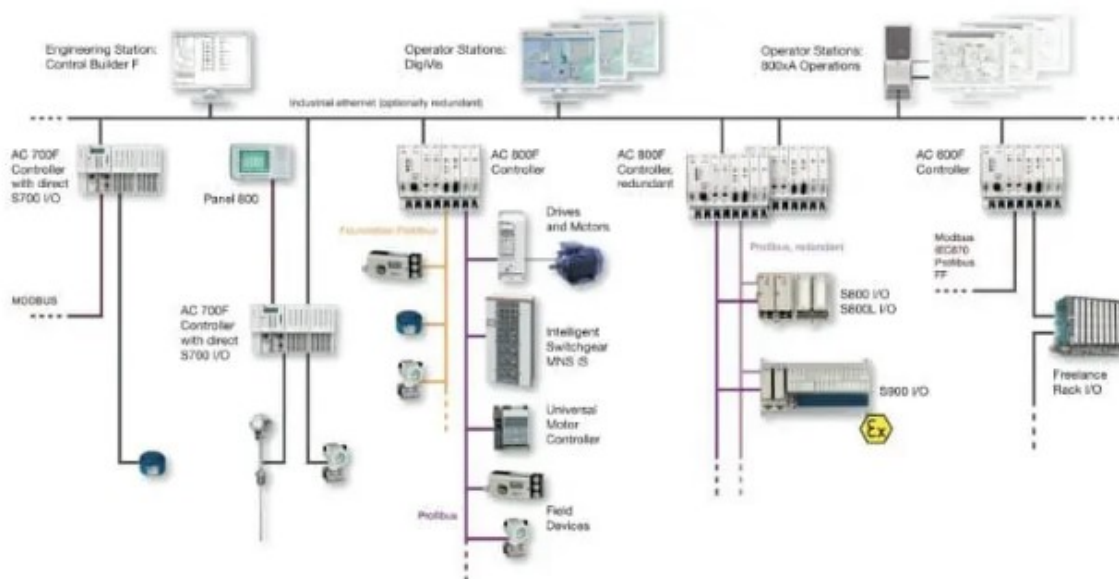 Engineering Station:
Control Builder F
Operator Stations:
DigiVis
Operator Stations:
800xA Operations
Industrial ethernet (optionally redundant)
AC 700F
Controller
with direct
S700 I/O
Panel 800
AC 800F
Controller
AC 800F
Controller,
redundant
AC 800F
Controller
Foundation Fieldbus
Drives
and Motors
Profibus, redundant
Modbus
IEC870
Profibus
FF
MODBUS
AC 700F
Controller
with direct
S700 I/O
S800 I/O
S800L I/O
Intelligent
Switchgear
MNS iS
Freelance
Rack I/O
S900 I/O
Ex
Universal
Motor
Controller
Profibus
Field
Devices